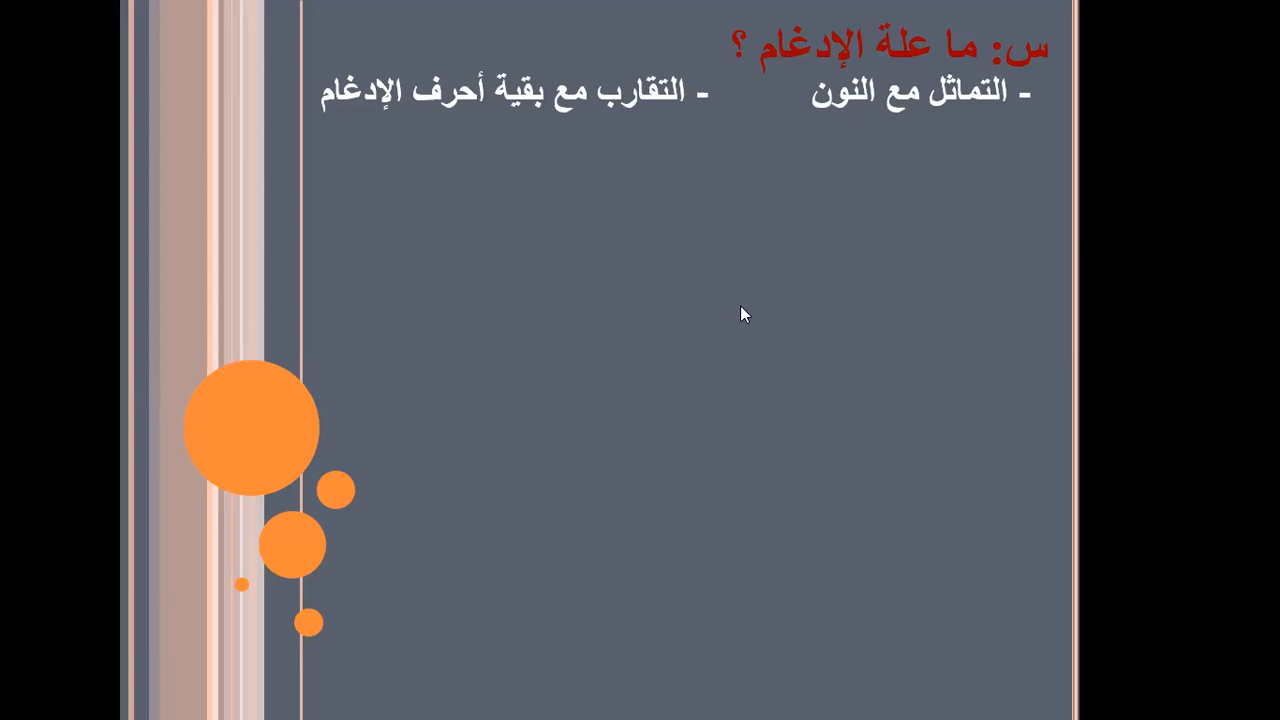 س: ما علة الإدغام ؟
- التماثل مع النون - التقارب مع بقية أحرف الإدغام